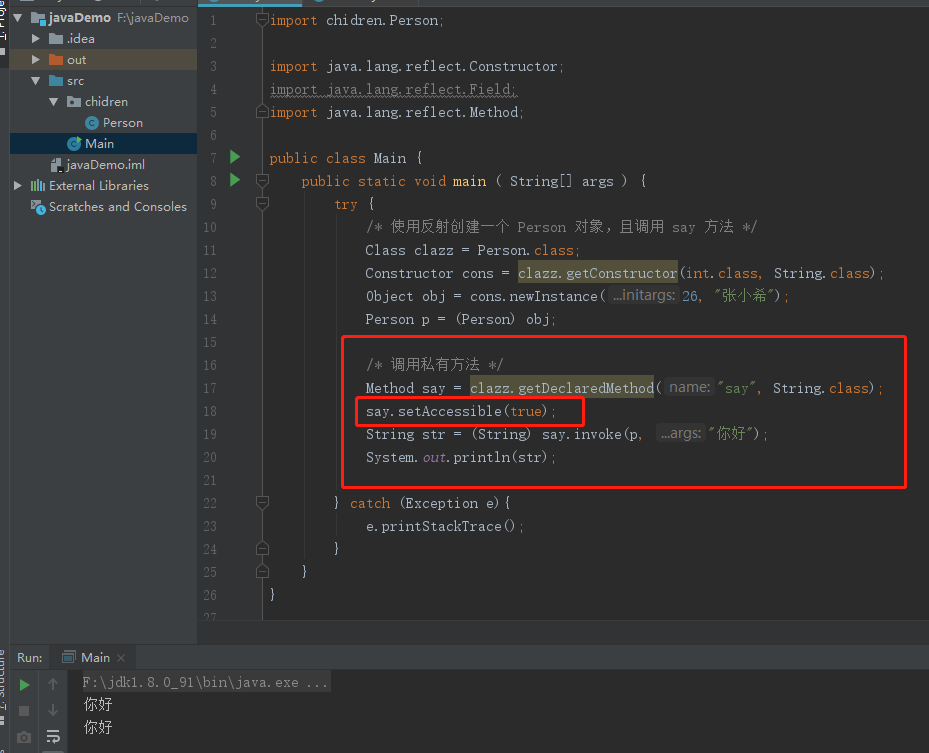 javaDemo F:\javaDemo
.idea
out
src
chidren
Person
Main
javaDemo.iml
External Libraries
Scratches and Consoles
1 import chidren.Person;
2
3 import java.lang.reflect.Constructor;
4 import java.lang.reflect.Field;
5 import java.lang.reflect.Method;
6
7 public class Main {
8 public static void main ( String[] args ) {
9 try {
10 /* 使用反射创建一个 Person 对象，且调用 say 方法 */
11 Class clazz = Person.class;
12 Constructor cons = clazz.getConstructor(int.class, String.class);
13 Object obj = cons.newInstance( ...initargs: 26, "张小希");
14 Person p = (Person) obj;
15
16 /* 调用私有方法 */
17 Method say = clazz.getDeclaredMethod( name: "say", String.class);
18 say.setAccessible(true);
19 String str = (String) say.invoke(p, ...args: "你好");
20 System.out.println(str);
21
22 } catch (Exception e){
23 e.printStackTrace();
24 }
25 }
26 }
27
Run: Main
F:\jdk1.8.0_91\bin\java.exe ...
你好
你好